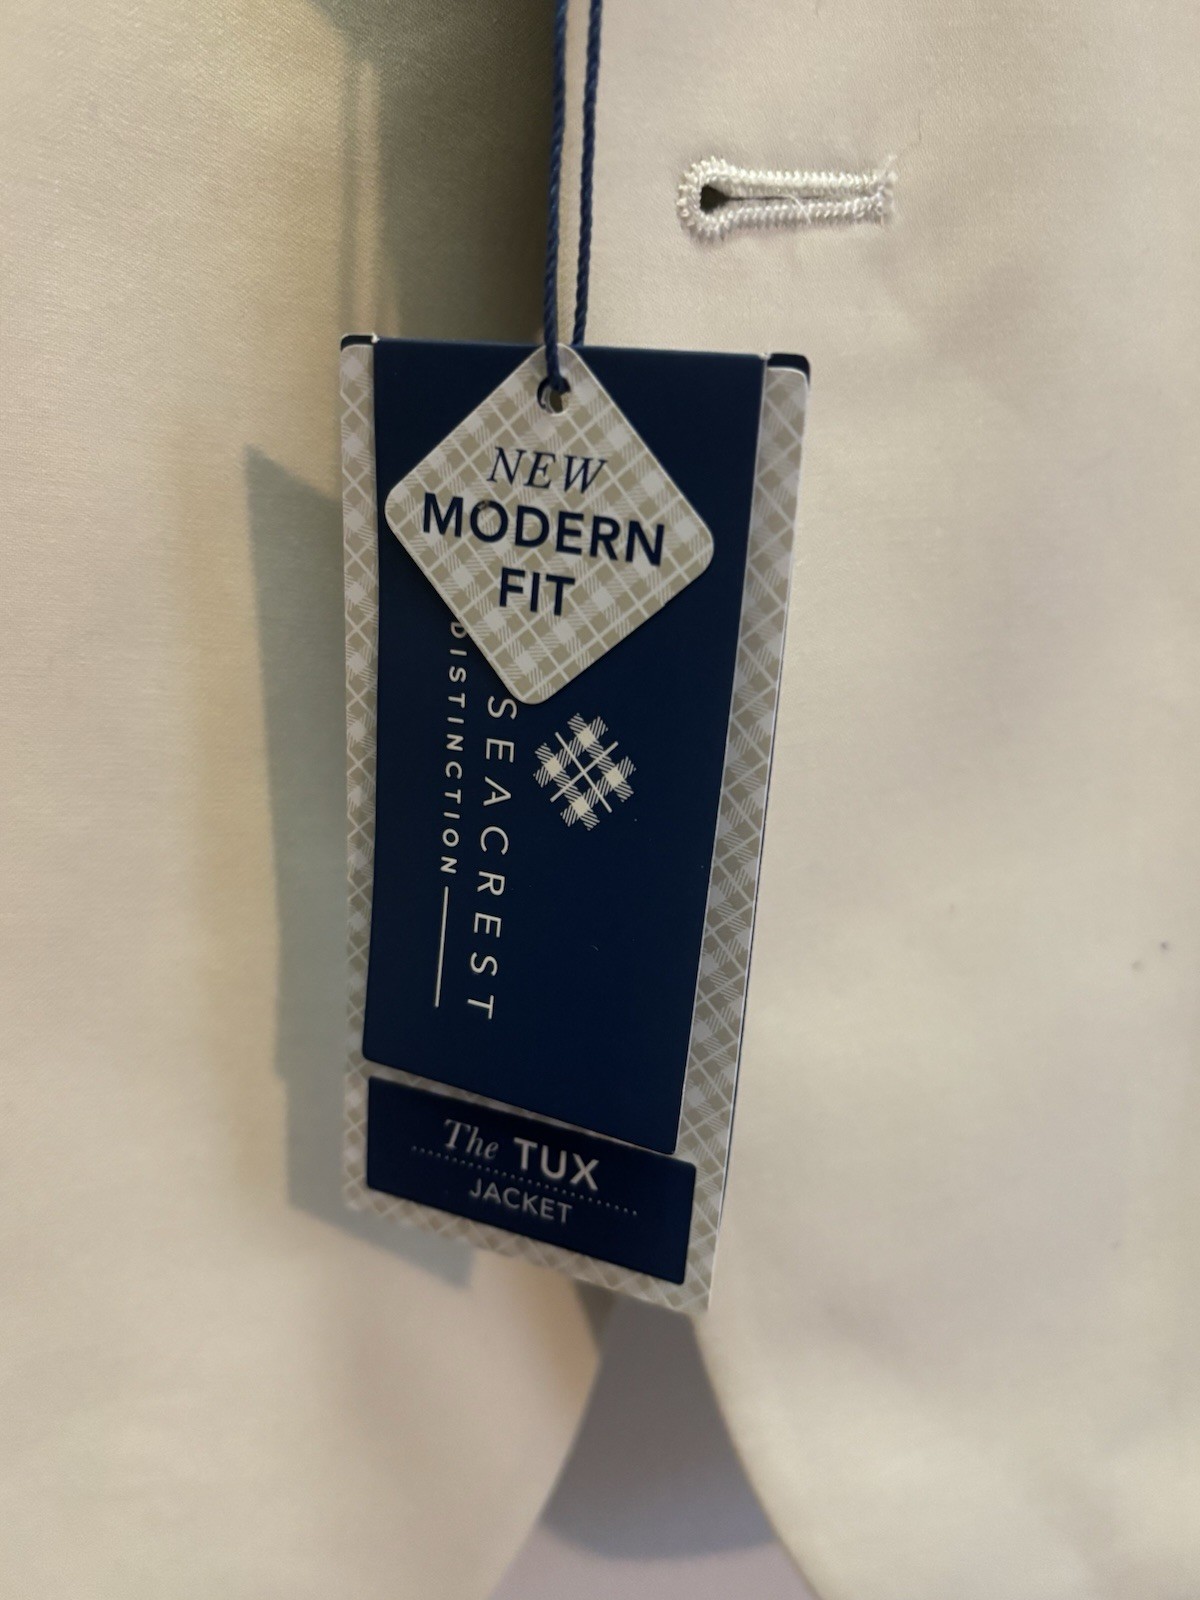 NEW
MODERN
FIT
SEACREST
DISTINCTION
The TUX
JACKET